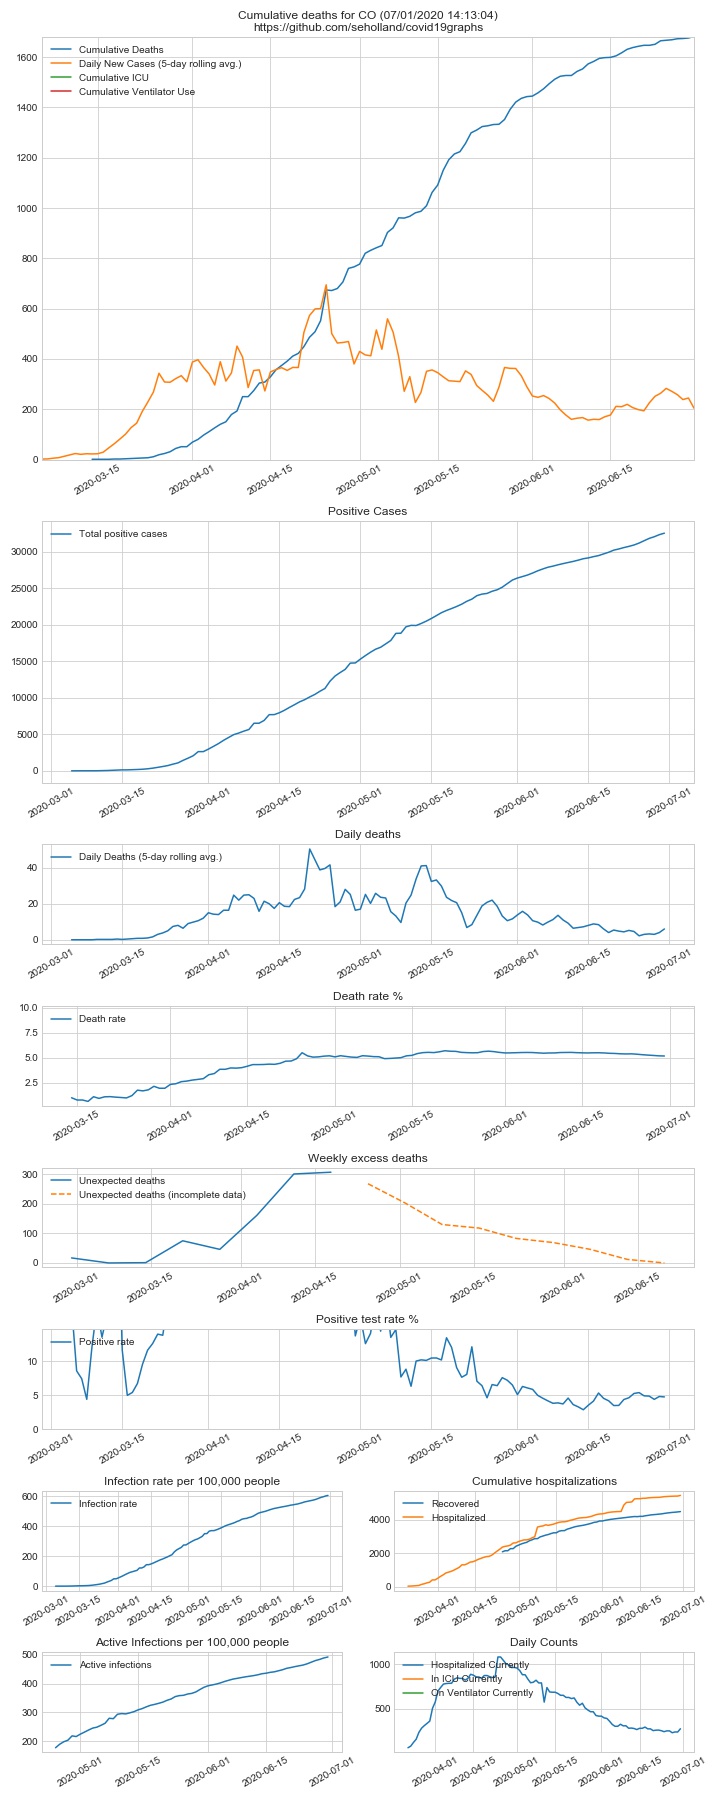 Cumulative deaths for CO (07/01/2020 14:13:04)
https://github.com/seholland/covid19graphs
Cumulative Deaths
Daily New Cases (5-day rolling avg.)
Cumulative ICU
Cumulative Ventilator Use
1600
1400
1200
1000
800
600
400
200
0
2020-03-15 2020-04-01 2020-04-15 2020-05-01 2020-05-15 2020-06-01 2020-06-15
Positive Cases
Total positive cases
30000
25000
20000
15000
10000
5000
0
2020-03-01 2020-03-15 2020-04-01 2020-04-15 2020-05-01 2020-05-15 2020-06-01 2020-06-15 2020-07-01
Daily deaths
Daily Deaths (5-day rolling avg.)
40
20
0
2020-03-01 2020-03-15 2020-04-01 2020-04-15 2020-05-01 2020-05-15 2020-06-01 2020-06-15 2020-07-01
Death rate %
Death rate
10.0
7.5
5.0
2.5
2020-03-15 2020-04-01 2020-04-15 2020-05-01 2020-05-15 2020-06-01 2020-06-15 2020-07-01
Weekly excess deaths
Unexpected deaths
Unexpected deaths (incomplete data)
300
200
100
0
2020-03-01 2020-03-15 2020-04-01 2020-04-15 2020-05-01 2020-05-15 2020-06-01 2020-06-15
Positive test rate %
Positive rate
10
5
0
2020-03-01 2020-03-15 2020-04-01 2020-04-15 2020-05-01 2020-05-15 2020-06-01 2020-06-15 2020-07-01
Infection rate per 100,000 people
Infection rate
600
400
200
0
2020-03-01 2020-03-15 2020-04-01 2020-04-15 2020-05-01 2020-05-15 2020-06-01 2020-06-15 2020-07-01
Cumulative hospitalizations
Recovered
Hospitalized
4000
2000
0
2020-04-01 2020-04-15 2020-05-01 2020-05-15 2020-06-01 2020-06-15 2020-07-01
Active Infections per 100,000 people
Active infections
500
400
300
200
2020-05-01 2020-05-15 2020-06-01 2020-06-15 2020-07-01
Daily Counts
Hospitalized Currently
In ICU Currently
On Ventilator Currently
1000
500
2020-04-01 2020-04-15 2020-05-01 2020-05-15 2020-06-01 2020-06-15 2020-07-01